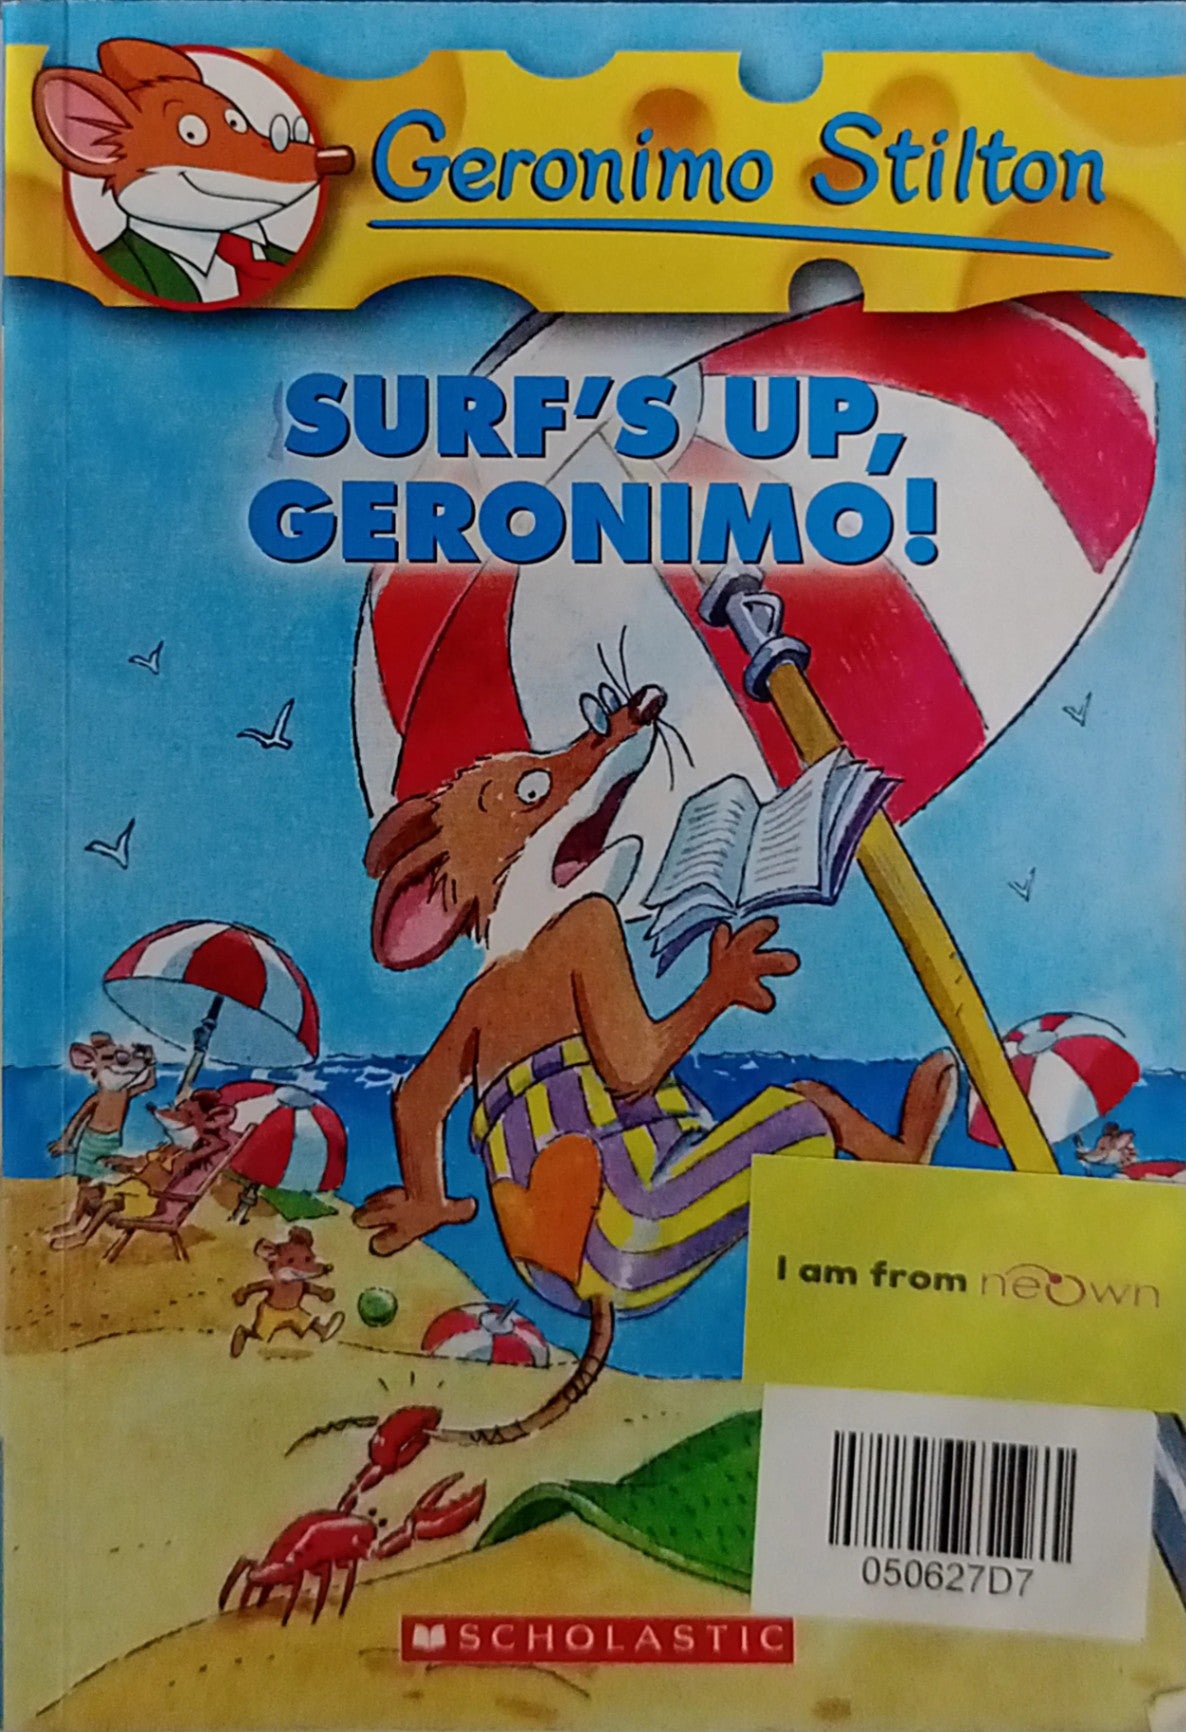 Geronimo Stilton
SURF'S UP,
GERONIMO!
I am from neOwn
050627D7
SCHOLASTIC